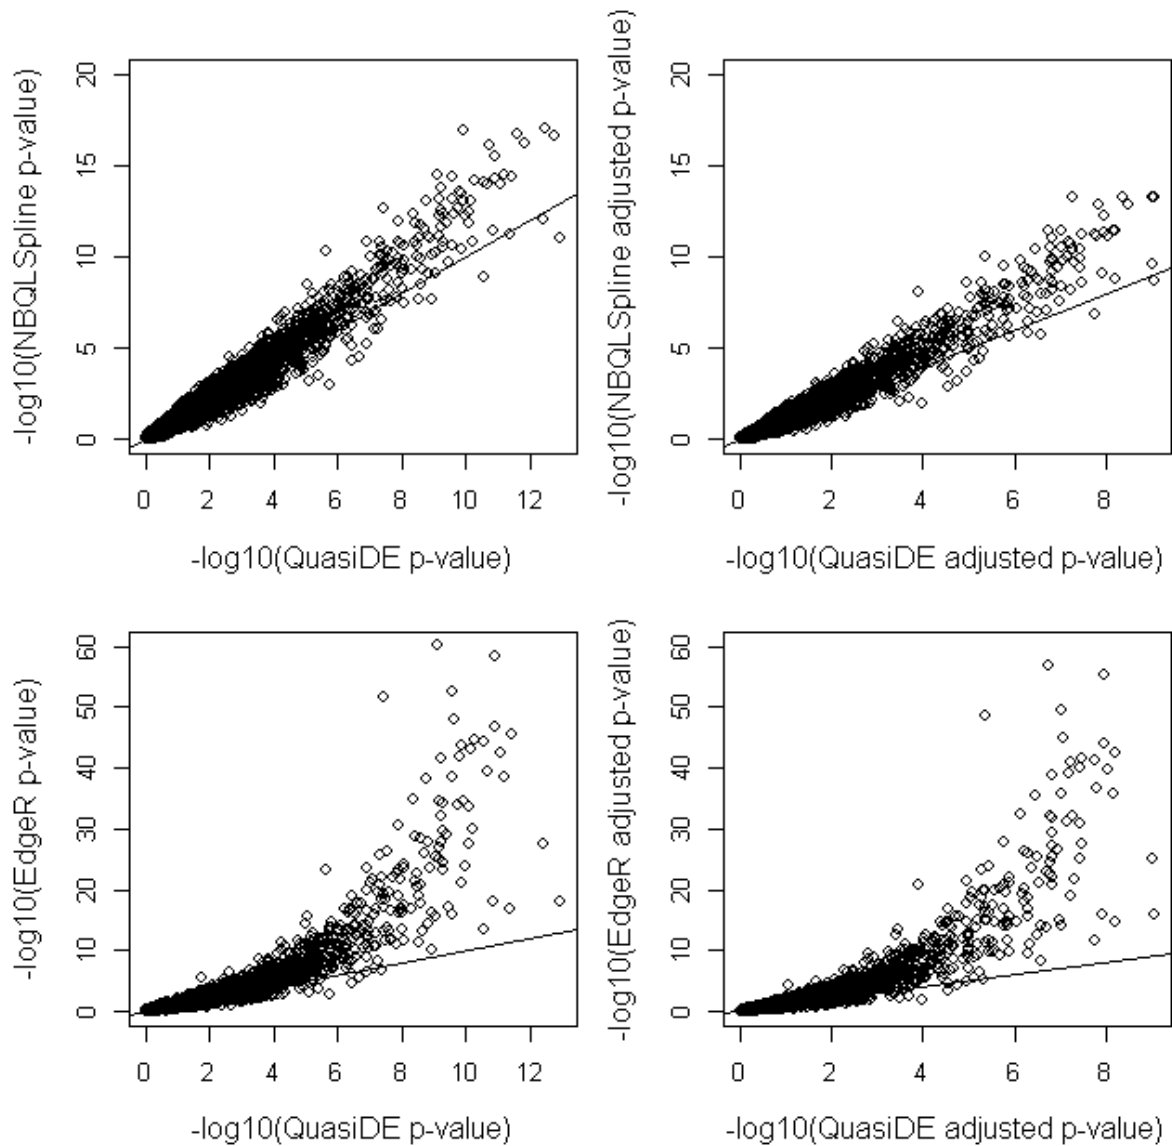 -log10(NBQLSpline p-value)
20
15
10
5
0
0 2 4 6 8 10 12
-log10(QuasiDE p-value)
-log10(NBQLSpline adjusted p-value)
20
15
10
5
0
0 2 4 6 8
-log10(QuasiDE adjusted p-value)
-log10(EdgeR p-value)
60
50
40
30
20
10
0
0 2 4 6 8 10 12
-log10(QuasiDE p-value)
-log10(EdgeR adjusted p-value)
60
50
40
30
20
10
0
0 2 4 6 8
-log10(QuasiDE adjusted p-value)